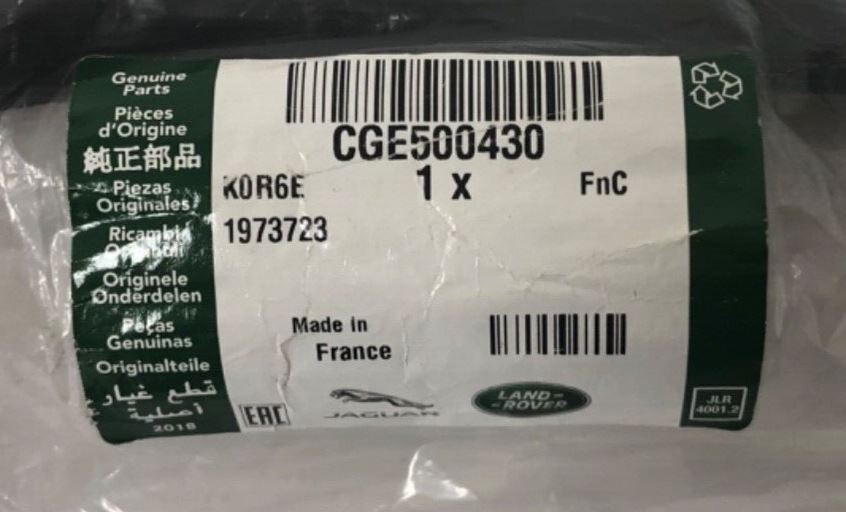 Genuine
Parts
Pièces
d'Origine
純正部品
Piezas
Originales
Ricambi
Originele
Onderdelen
Peças
Genuinas
Originalteile
قطع غيار
أصلية
2018
CGE500430
K0R6E
1 x
FnC
1973723
Made in
France
EAC
JAGUAR
LAND-
-ROVER
JLR
4001.2